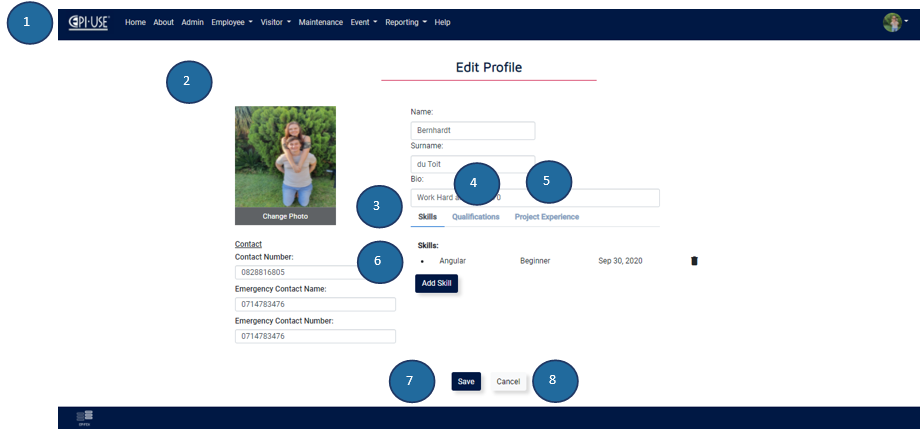 1
EPI·USE Home About Admin Employee Visitor Maintenance Event Reporting Help
Edit Profile
2
Name:
Bernhardt
Surname:
du Toit
Bio:
4
5
Work Hard a 0
3
Change Photo
Skills Qualifications Project Experience
Contact
Skills:
Contact Number:
6
• Angular Beginner Sep 30, 2020
0828816805
Add Skill
Emergency Contact Name:
0714783476
Emergency Contact Number:
0714783476
7
Save
Cancel
8